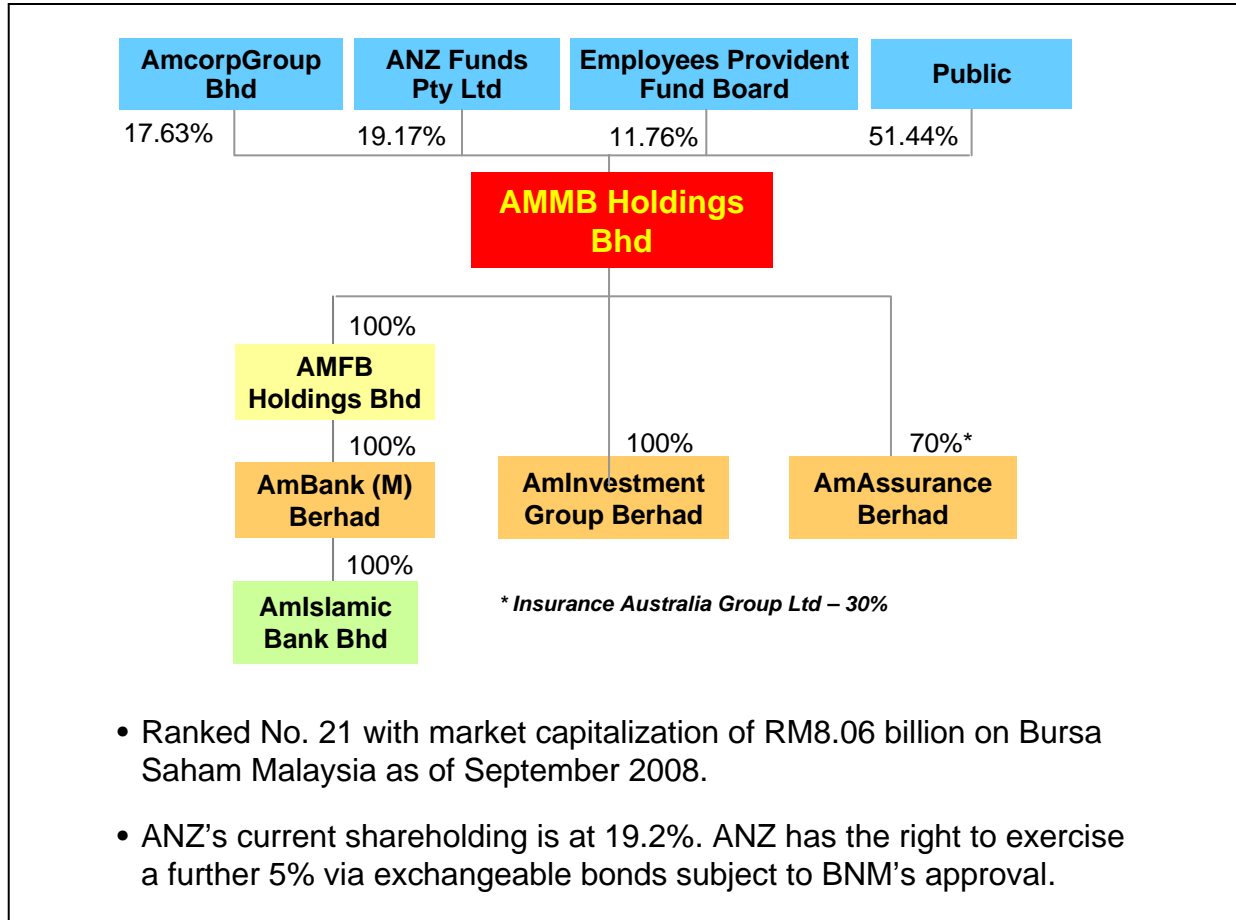 AmcorpGroup
Bhd
ANZ Funds
Pty Ltd
Employees Provident
Fund Board
Public
17.63%
19.17%
11.76%
51.44%
AMMB Holdings
Bhd
100%
AMFB
Holdings Bhd
100%
100%
70%*
AmBank (M)
Berhad
AmInvestment
Group Berhad
AmAssurance
Berhad
100%
AmIslamic
Bank Bhd
* Insurance Australia Group Ltd – 30%
• Ranked No. 21 with market capitalization of RM8.06 billion on Bursa
Saham Malaysia as of September 2008.
• ANZ’s current shareholding is at 19.2%. ANZ has the right to exercise
a further 5% via exchangeable bonds subject to BNM’s approval.